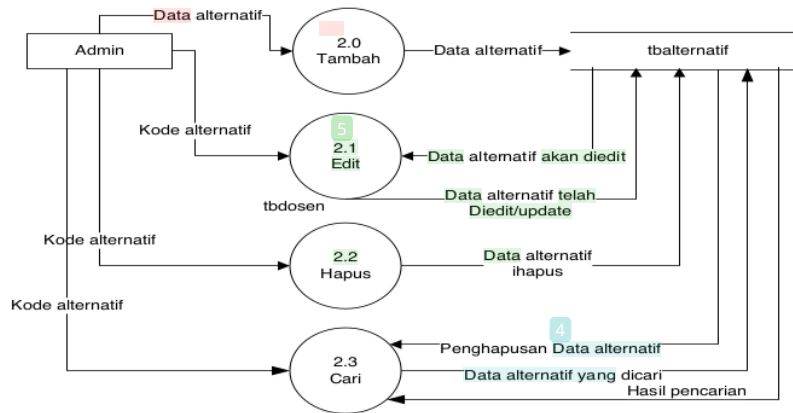 Data alternatif
Admin
2.0
Tambah
Data alternatif
tbalternatif
Kode alternatif
5
2.1
Edit
Data alternatif akan diedit
tbdosen
Data alternatif telah
Diedit/update
Kode alternatif
2.2
Hapus
Data alternatif
ihapus
Kode alternatif
4
2.3
Cari
Penghapusan Data alternatif
Data alternatif yang dicari
Hasil pencarian